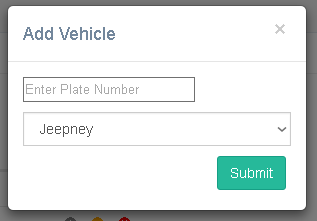 Add Vehicle ×
Enter Plate Number
Jeepney
Submit